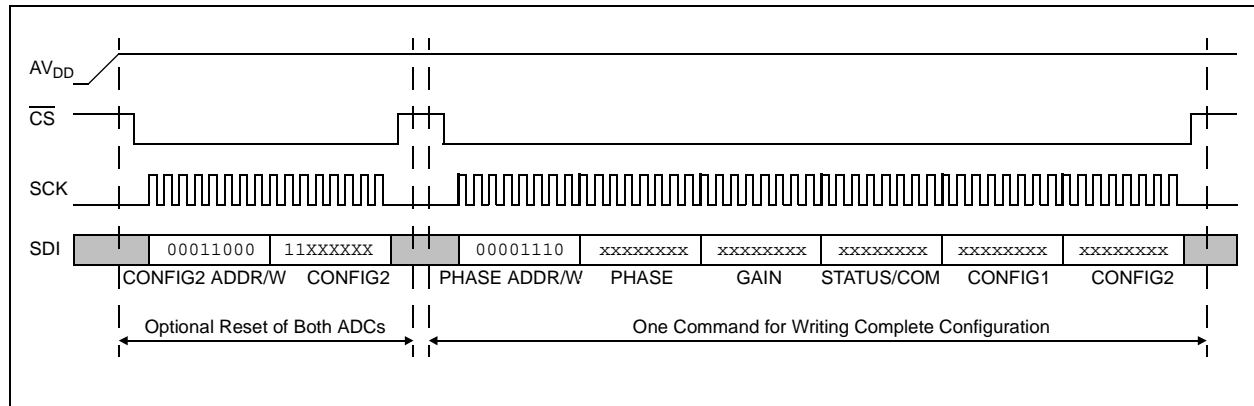 AVDD
CS
SCK
SDI
00011000 11XXXXXX 00001110 xxxxxxxx xxxxxxxx xxxxxxxx xxxxxxxx xxxxxxxx
CONFIG2 ADDR/W CONFIG2 PHASE ADDR/W PHASE GAIN STATUS/COM CONFIG1 CONFIG2
Optional Reset of Both ADCs One Command for Writing Complete Configuration